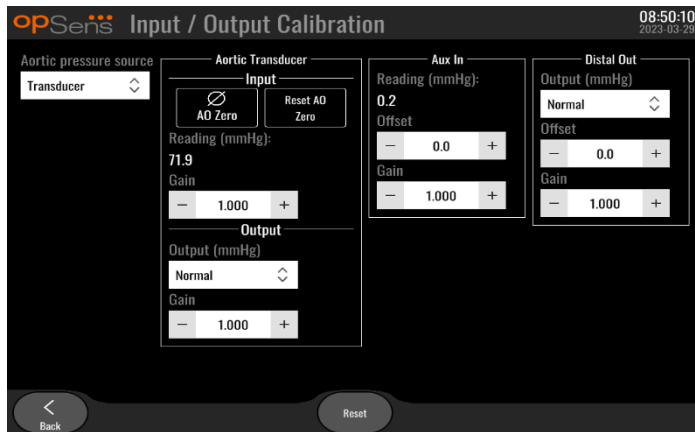 opSens Input / Output Calibration
08:50:10
2023-03-29
Aortic pressure source
Transducer
Aortic Transducer
Input
AO Zero
Reset AO
Zero
Reading (mmHg):
71.9
Gain
− 1.000 +
Output
Output (mmHg)
Normal
Gain
− 1.000 +
Aux In
Reading (mmHg):
0.2
Offset
− 0.0 +
Gain
− 1.000 +
Distal Out
Output (mmHg)
Normal
Offset
− 0.0 +
Gain
− 1.000 +
Back
Reset